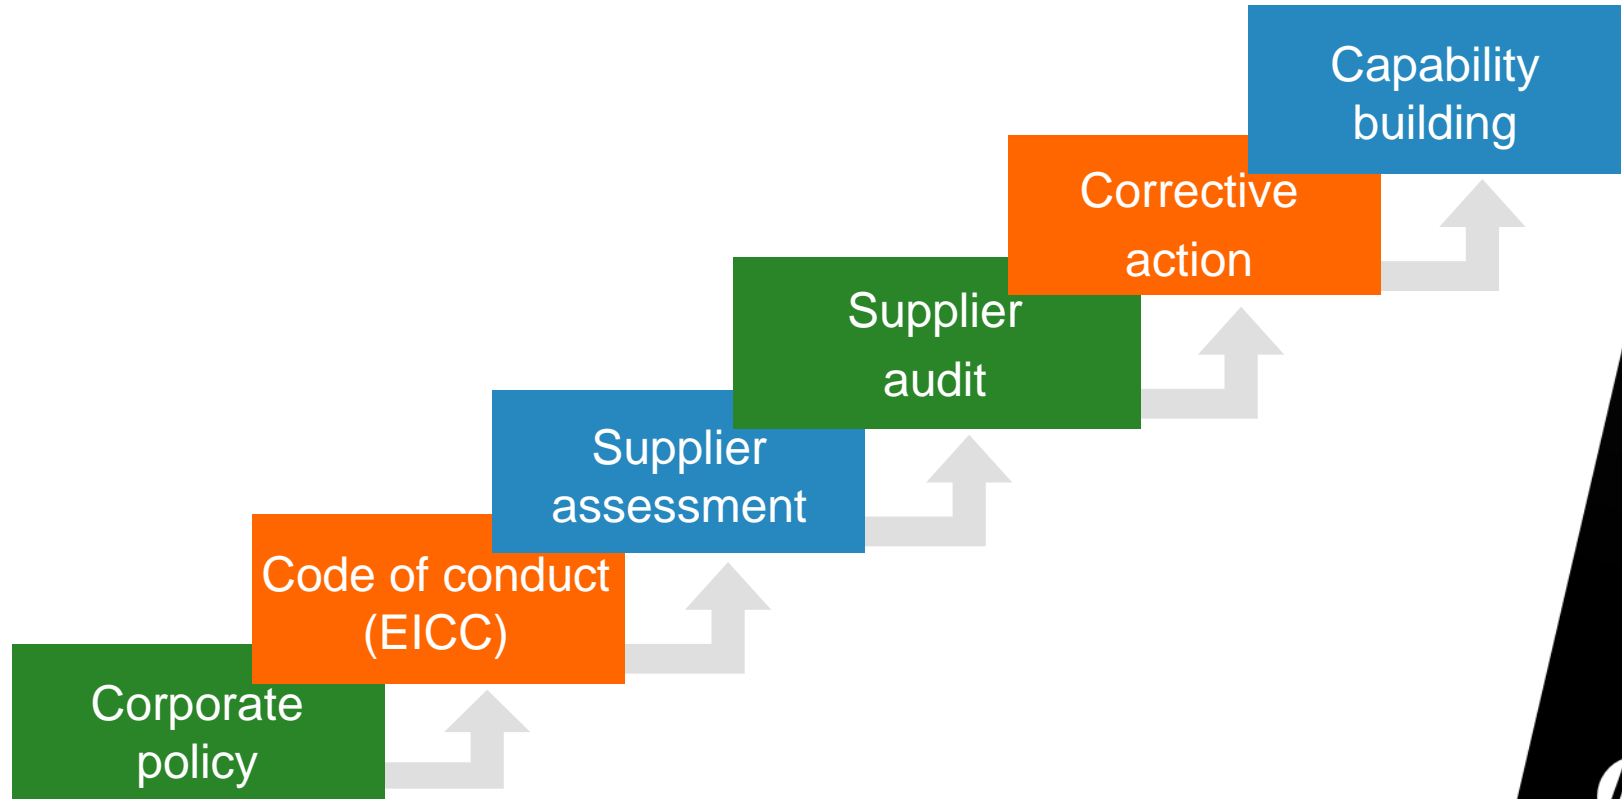 Capability
building
Corrective
action
Supplier
audit
Supplier
assessment
Code of conduct
(EICC)
Corporate
policy